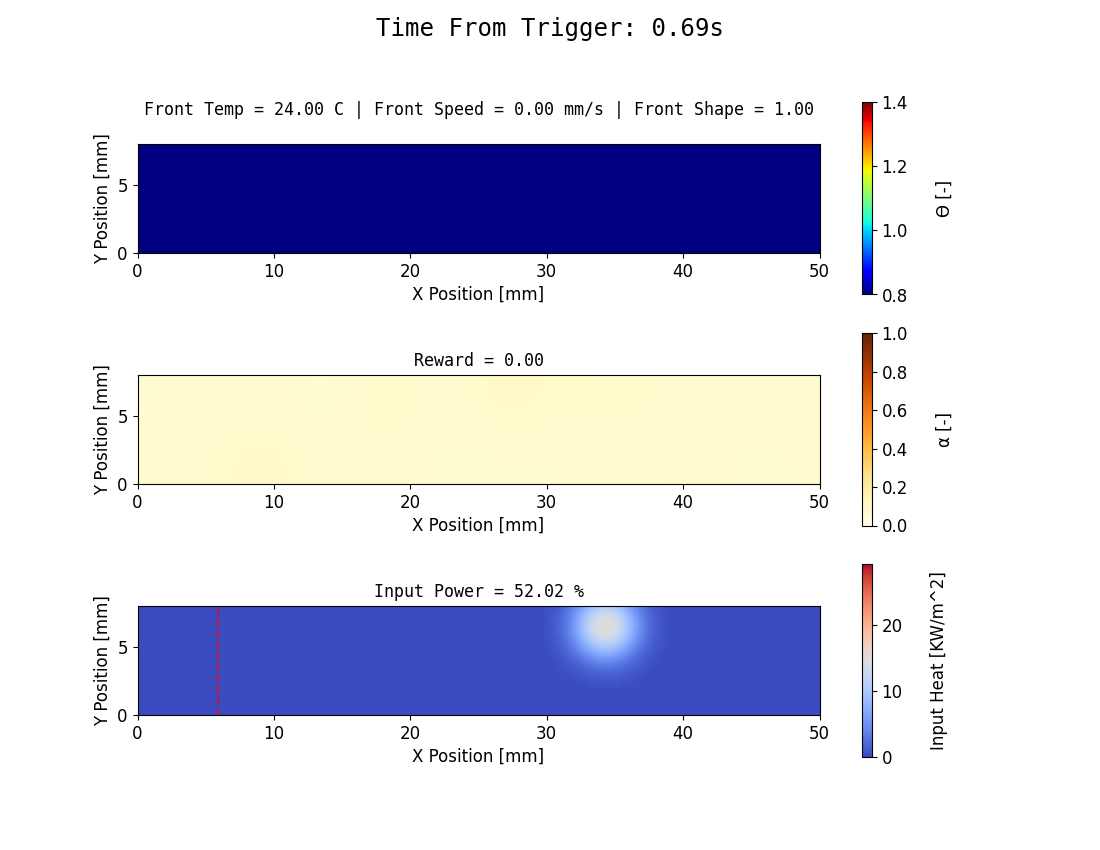 Time From Trigger: 0.69s
Front Temp = 24.00 C | Front Speed = 0.00 mm/s | Front Shape = 1.00
Y Position [mm]
5
0
0 10 20 30 40 50
X Position [mm]
1.4
1.2
1.0
0.8
Θ [-]
Reward = 0.00
Y Position [mm]
5
0
0 10 20 30 40 50
X Position [mm]
1.0
0.8
0.6
0.4
0.2
0.0
α [-]
Input Power = 52.02 %
Y Position [mm]
5
0
0 10 20 30 40 50
X Position [mm]
20
10
0
Input Heat [KW/m^2]